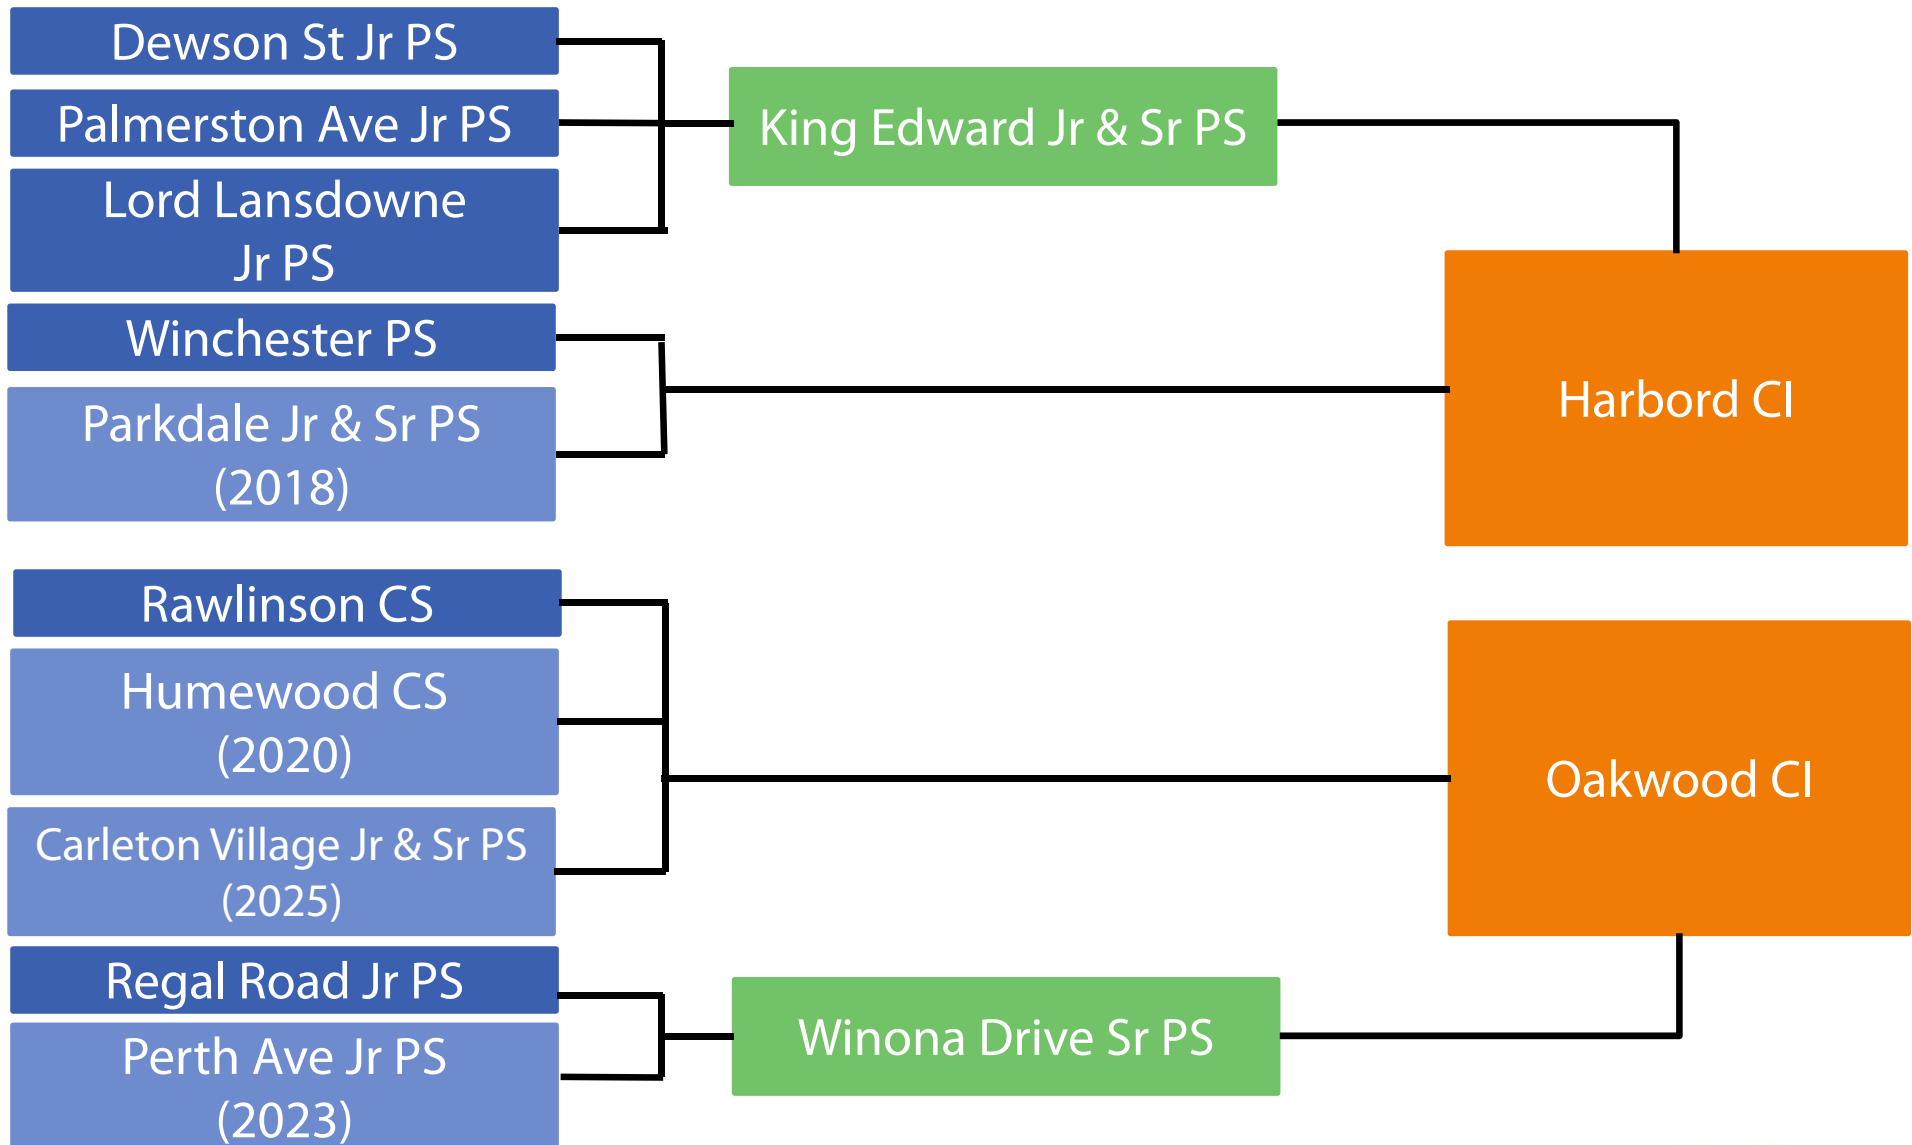 Dewson St Jr PS
Palmerston Ave Jr PS
King Edward Jr & Sr PS
Lord Lansdowne
Jr PS
Winchester PS
Parkdale Jr & Sr PS
(2018)
Harbord CI
Rawlinson CS
Humewood CS
(2020)
Carleton Village Jr & Sr PS
(2025)
Oakwood CI
Regal Road Jr PS
Perth Ave Jr PS
(2023)
Winona Drive Sr PS